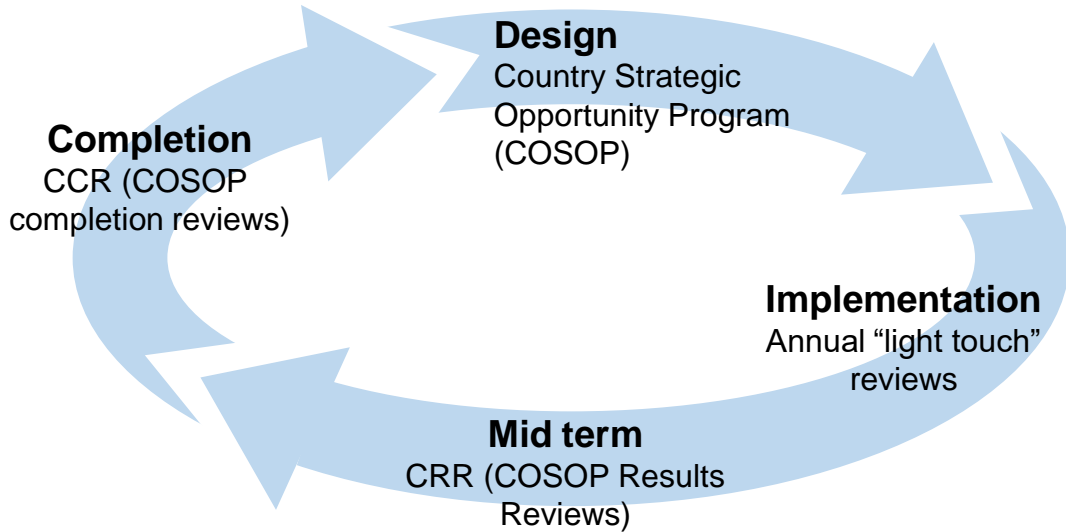 Design
Country Strategic
Opportunity Program
(COSOP)
Implementation
Annual “light touch”
reviews
Mid term
CRR (COSOP Results
Reviews)
Completion
CCR (COSOP
completion reviews)